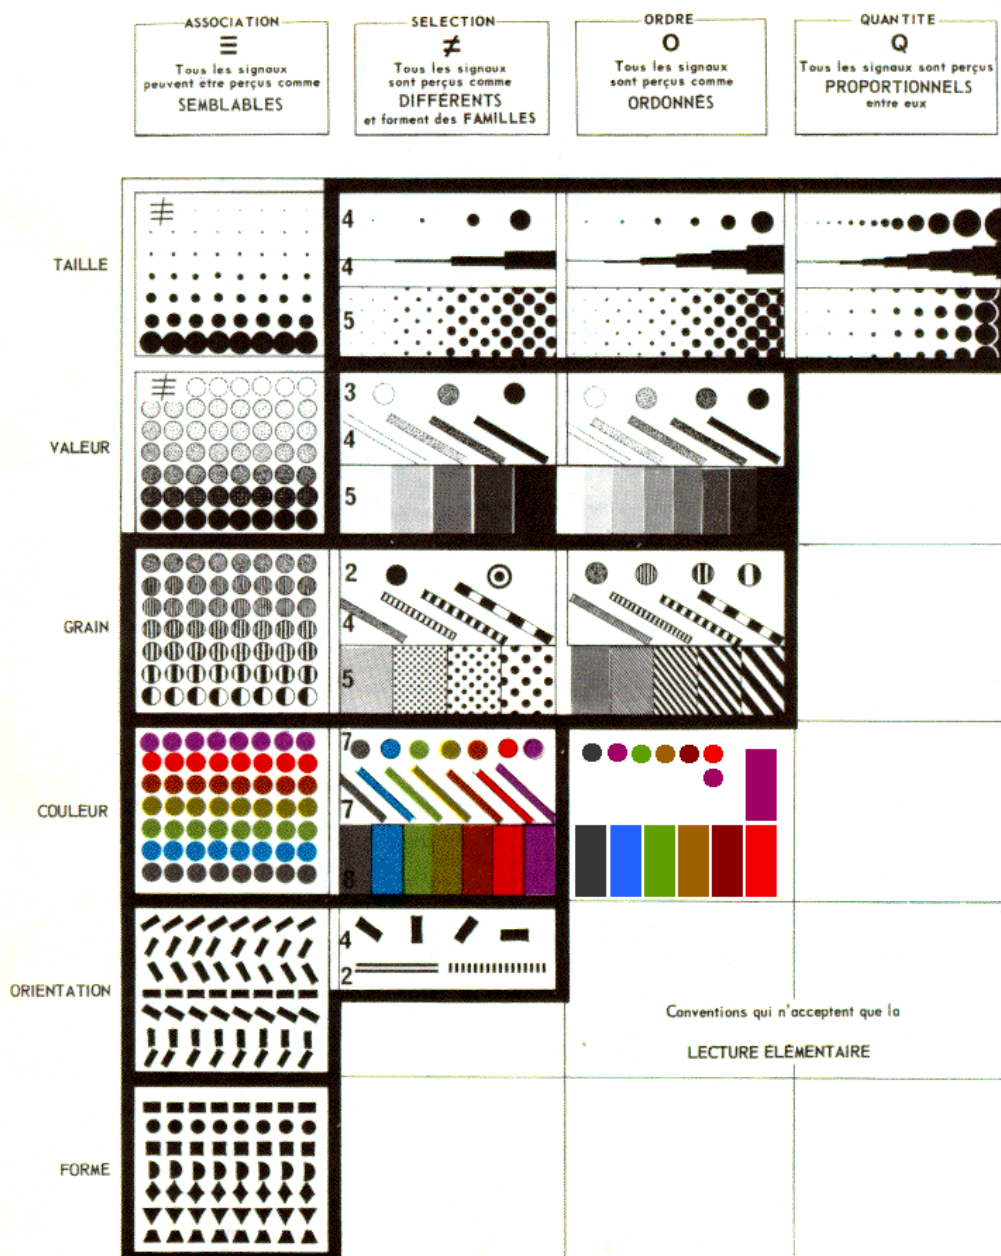 ASSOCIATION
≡
Tous les signaux
peuvent être perçus comme
SEMBLABLES
SELECTION
≠
Tous les signaux
sont perçus comme
DIFFÉRENTS
et forment des FAMILLES
ORDRE
O
Tous les signaux
sont perçus comme
ORDONNÉS
QUANTITE
Q
Tous les signaux sont perçus
PROPORTIONNELS
entre eux
TAILLE
≢
4
4
5
VALEUR
≢
3
4
5
GRAIN
2
4
5
COULEUR
7
7
8
ORIENTATION
4
2
Conventions qui n'acceptent que la
LECTURE ÉLÉMENTAIRE
FORME